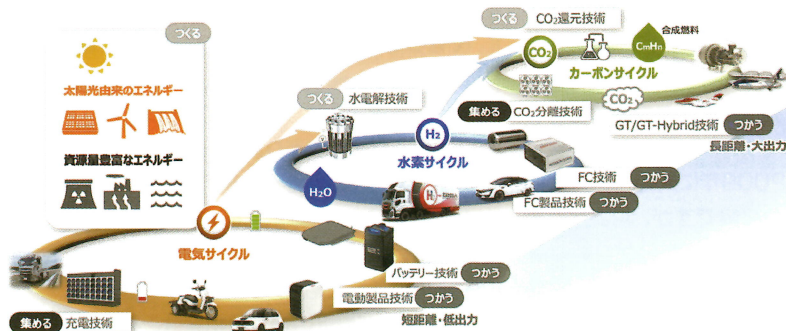 つくる
太陽光由来のエネルギー
資源量豊富なエネルギー
つくる CO₂還元技術
合成燃料
CO₂
CmHn
カーボンサイクル
CO₂
集める CO₂分離技術
GT/GT-Hybrid技術 つかう
長距離・大出力
つくる 水電解技術
H₂
水素サイクル
H₂O
FC技術 つかう
FC製品技術 つかう
電気サイクル
バッテリー技術 つかう
電動製品技術 つかう
短距離・低出力
集める 充電技術